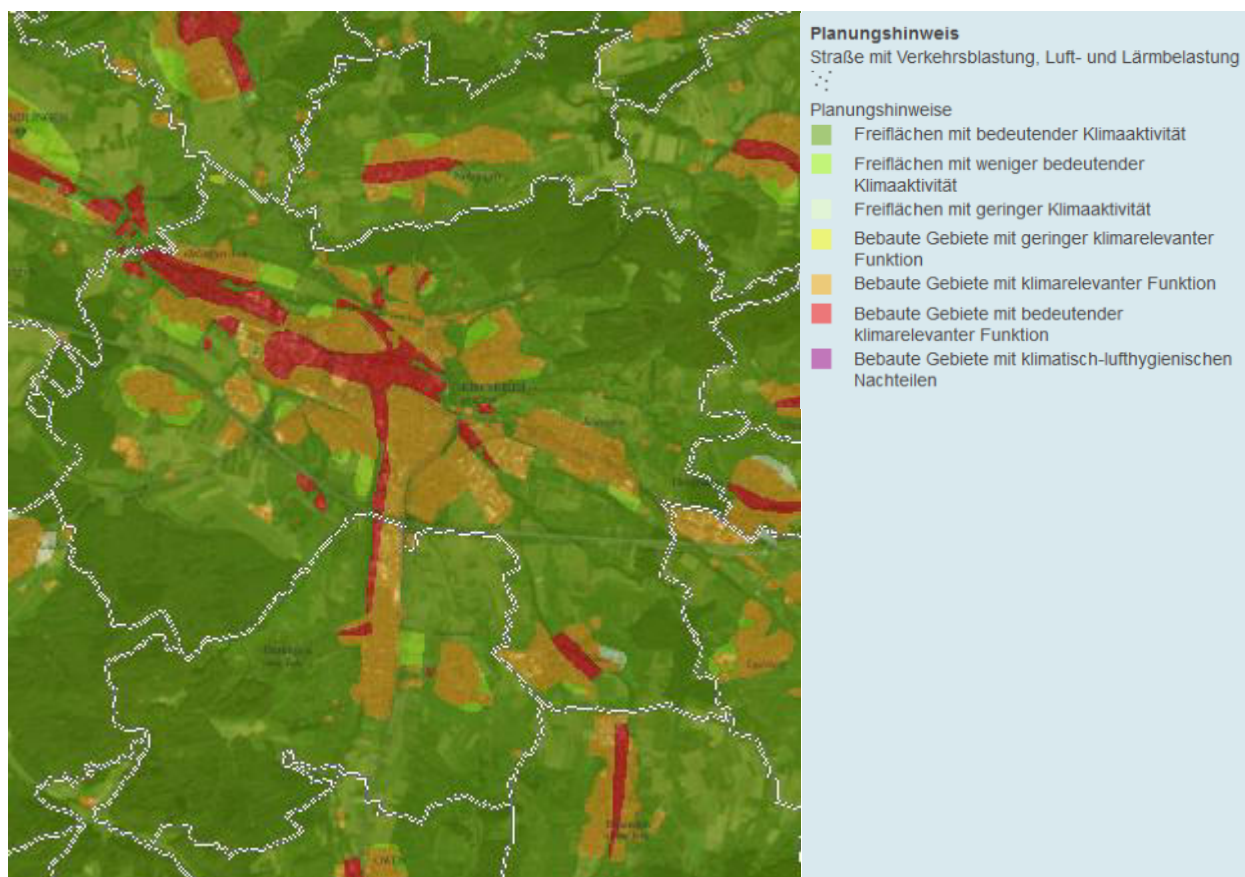 Planungshinweis
Straße mit Verkehrsblastung, Luft- und Lärmbelastung
Planungshinweise
Freiflächen mit bedeutender Klimaaktivität
Freiflächen mit weniger bedeutender
Klimaaktivität
Freiflächen mit geringer Klimaaktivität
Bebaute Gebiete mit geringer klimarelevanter
Funktion
Bebaute Gebiete mit klimarelevanter Funktion
Bebaute Gebiete mit bedeutender
klimarelevanter Funktion
Bebaute Gebiete mit klimatisch-lufthygienischen
Nachteilen
OWEN